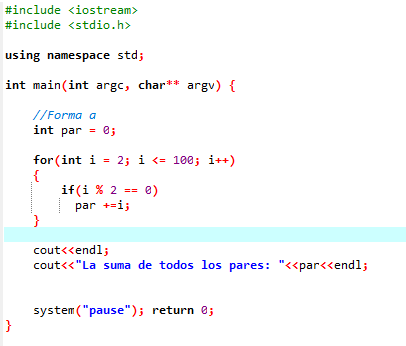 #include <iostream>
#include <stdio.h>
using namespace std;
int main(int argc, char** argv) {
//Forma a
int par = 0;
for(int i = 2; i <= 100; i++)
{
if(i % 2 == 0)
par +=i;
}
cout<<endl;
cout<<"La suma de todos los pares: "<<par<<endl;
system("pause"); return 0;
}